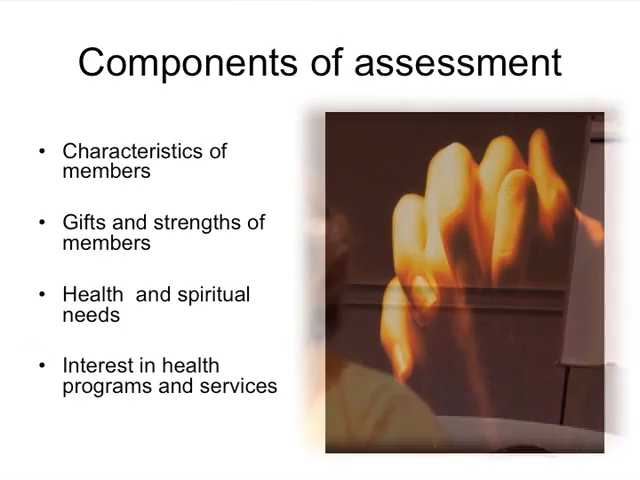 Components of assessment
• Characteristics of
members
• Gifts and strengths of
members
• Health  and spiritual
needs
• Interest in health
programs and services